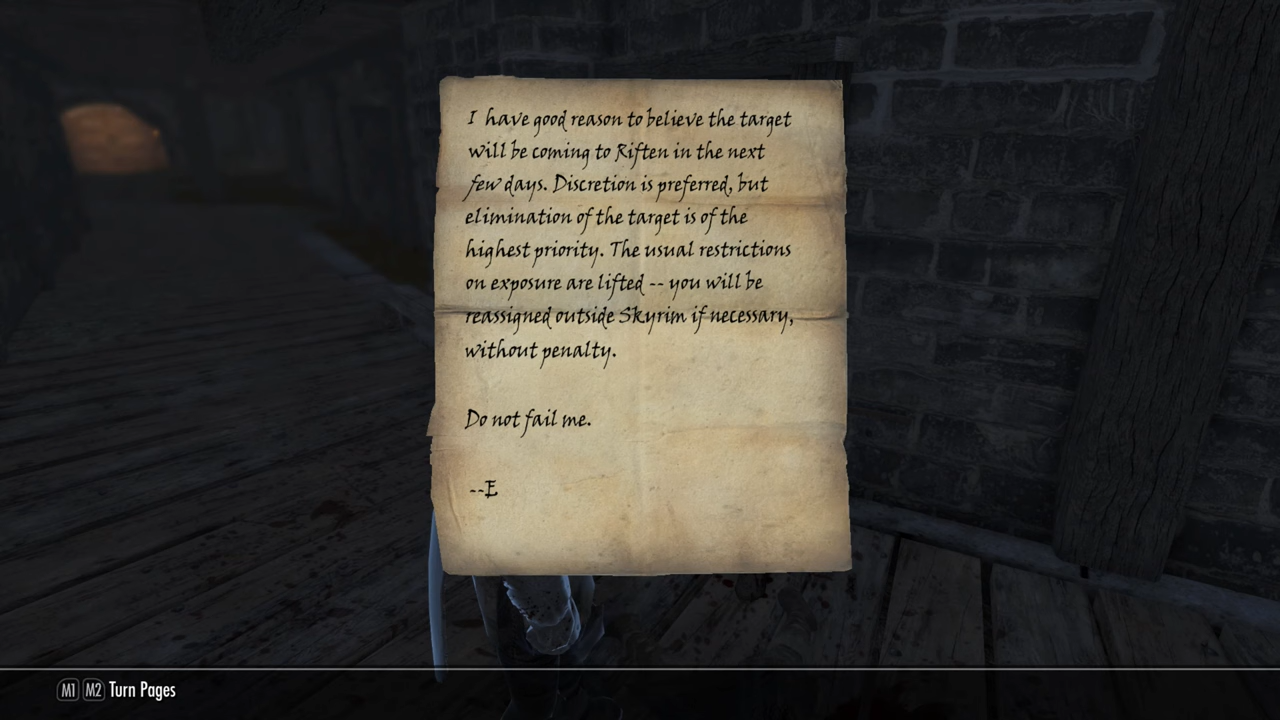 I have good reason to believe the target
will be coming to Riften in the next
few days. Discretion is preferred, but
elimination of the target is of the
highest priority. The usual restrictions
on exposure are lifted -- you will be
reassigned outside Skyrim if necessary,
without penalty.
Do not fail me.
--E
M1 M2 Turn Pages